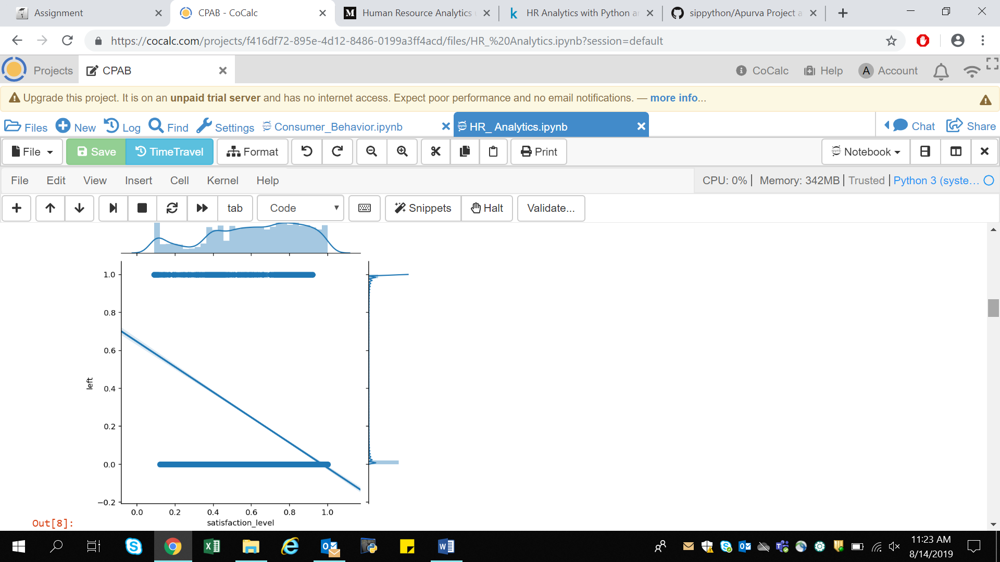 Assignment
CPAB - CoCalc
Human Resource Analytics
HR Analytics with Python a
sippython/Apurva Project a
https://cocalc.com/projects/f416df72-895e-4d12-8486-0199a3ff4acd/files/HR_%20Analytics.ipynb?session=default
Projects
CPAB
CoCalc
Help
A Account
Upgrade this project. It is on an unpaid trial server and has no internet access. Expect poor performance and no email notifications. — more info...
Files
New
Log
Find
Settings
Consumer_Behavior.ipynb
HR_ Analytics.ipynb
Chat
Share
File
Save
TimeTravel
Format
Print
Notebook
File
Edit
View
Insert
Cell
Kernel
Help
CPU: 0%
Memory: 342MB
Trusted
Python 3 (syste...
tab
Code
Snippets
Halt
Validate...
1.0
0.8
0.6
0.4
0.2
0.0
−0.2
left
0.0 0.2 0.4 0.6 0.8 1.0
satisfaction_level
Out[8]:
11:23 AM
8/14/2019